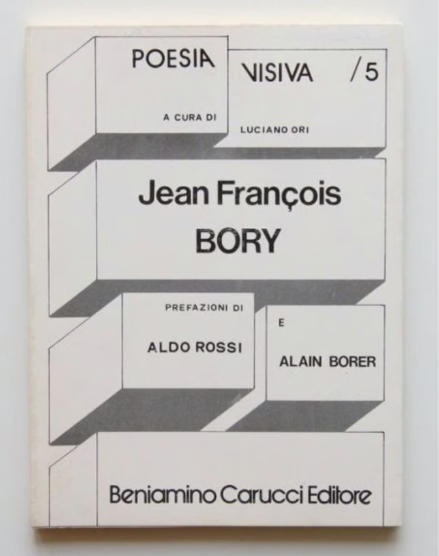 POESIA VISIVA /5
A CURA DI
LUCIANO ORI
Jean François
BORY
PREFAZIONI DI
ALDO ROSSI
E
ALAIN BORER
Beniamino Carucci Editore